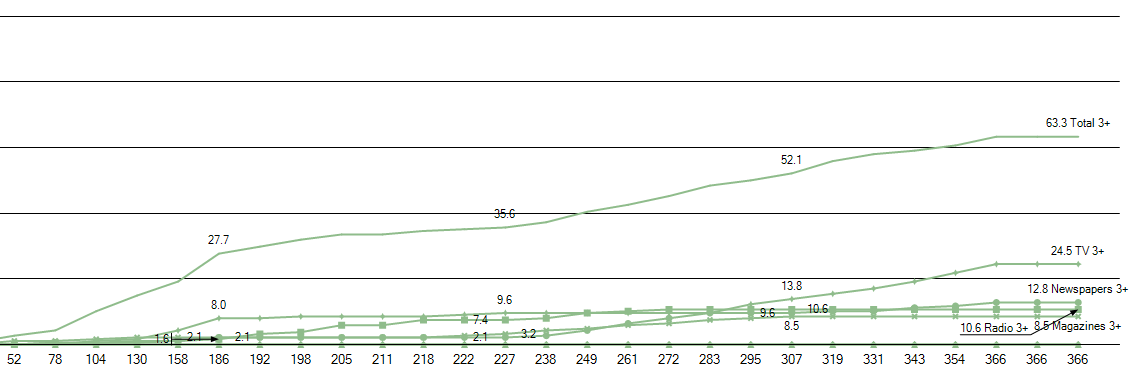 63.3 Total 3+
52.1
35.6
27.7
24.5 TV 3+
13.8
12.8 Newspapers 3+
9.6
8.0
10.6
9.6
7.4
8.5
10.6 Radio 3+
8.5 Magazines 3+
3.2
1.6
2.1
2.1
2.1
52 78 104 130 158 186 192 198 205 211 218 222 227 238 249 261 272 283 295 307 319 331 343 354 366 366 366